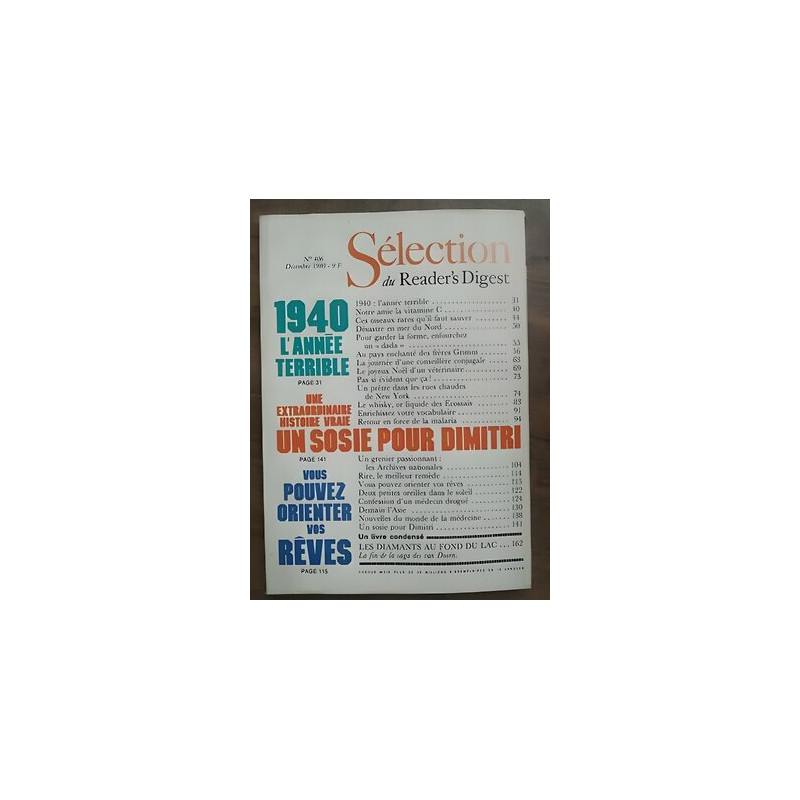 Sélection
N° 406
Décembre 1980 - 9 F
du Reader's Digest
1940
L'ANNÉE
TERRIBLE
PAGE 31
UNE
EXTRAORDINAIRE
HISTOIRE VRAIE
UN SOSIE POUR DIMITRI
PAGE 141
VOUS
POUVEZ
ORIENTER
VOS
RÊVES
PAGE 115
1940 : l'année terrible 31
Notre amie la vitamine C 40
Ces oiseaux rares qu'il faut sauver 44
Désastre en mer du Nord 50
Pour garder la forme, enfourchez
un « dada » 53
Au pays enchanté des frères Grimm 56
La journée d'une conseillère conjugale 63
Le joyeux Noël d'un vétérinaire 69
Pas si évident que ça ! 73
Un prêtre dans les rues chaudes
de New York 74
Le whisky, or liquide des Ecossais 83
Enrichissez votre vocabulaire 91
Retour en force de la malaria 94
Un grenier passionnant :
les Archives nationales 104
Rire, le meilleur remède 114
Vous pouvez orienter vos rêves 115
Deux petites oreilles dans le soleil 122
Confession d'un médecin drogué 124
Demain l'Asie 130
Nouvelles du monde de la médecine 138
Un sosie pour Dimitri 141
Un livre condensé
LES DIAMANTS AU FOND DU LAC 162
La fin de la saga des van Doorn.